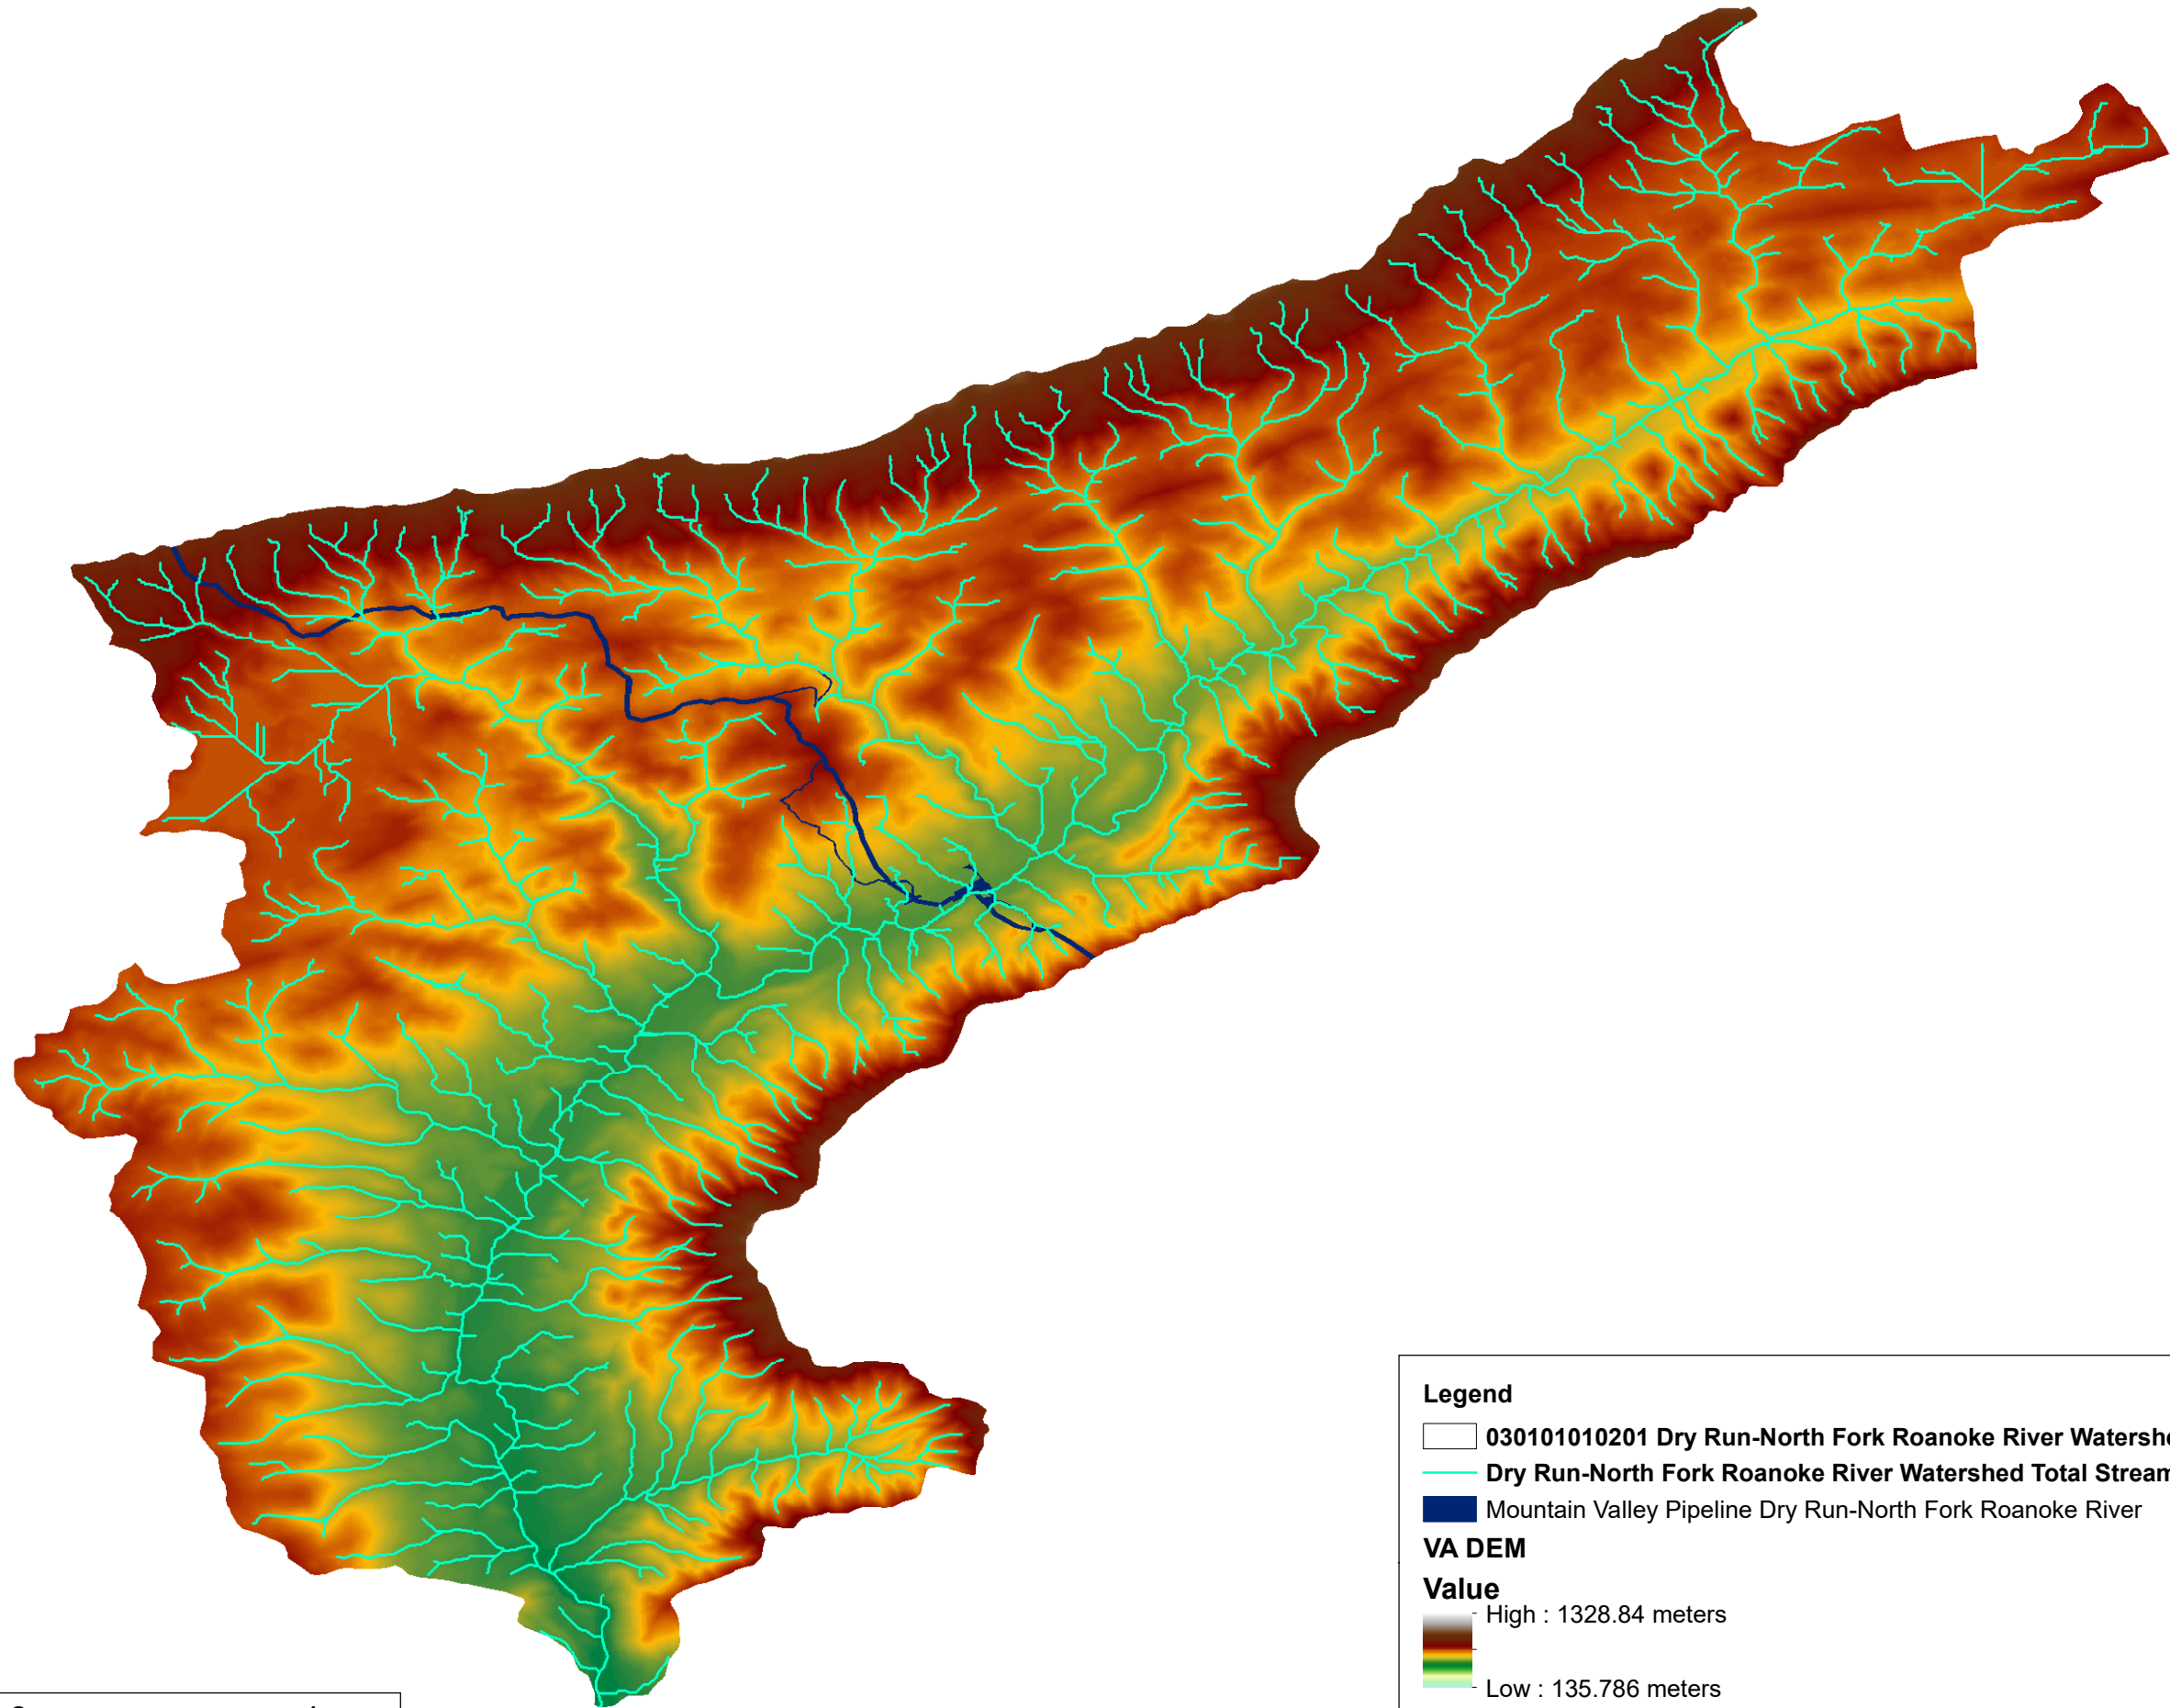 Legend
030101010201 Dry Run-North Fork Roanoke River Watershe
Dry Run-North Fork Roanoke River Watershed Total Stream
Mountain Valley Pipeline Dry Run-North Fork Roanoke River
VA DEM
Value
High : 1328.84 meters
Low : 135.786 meters